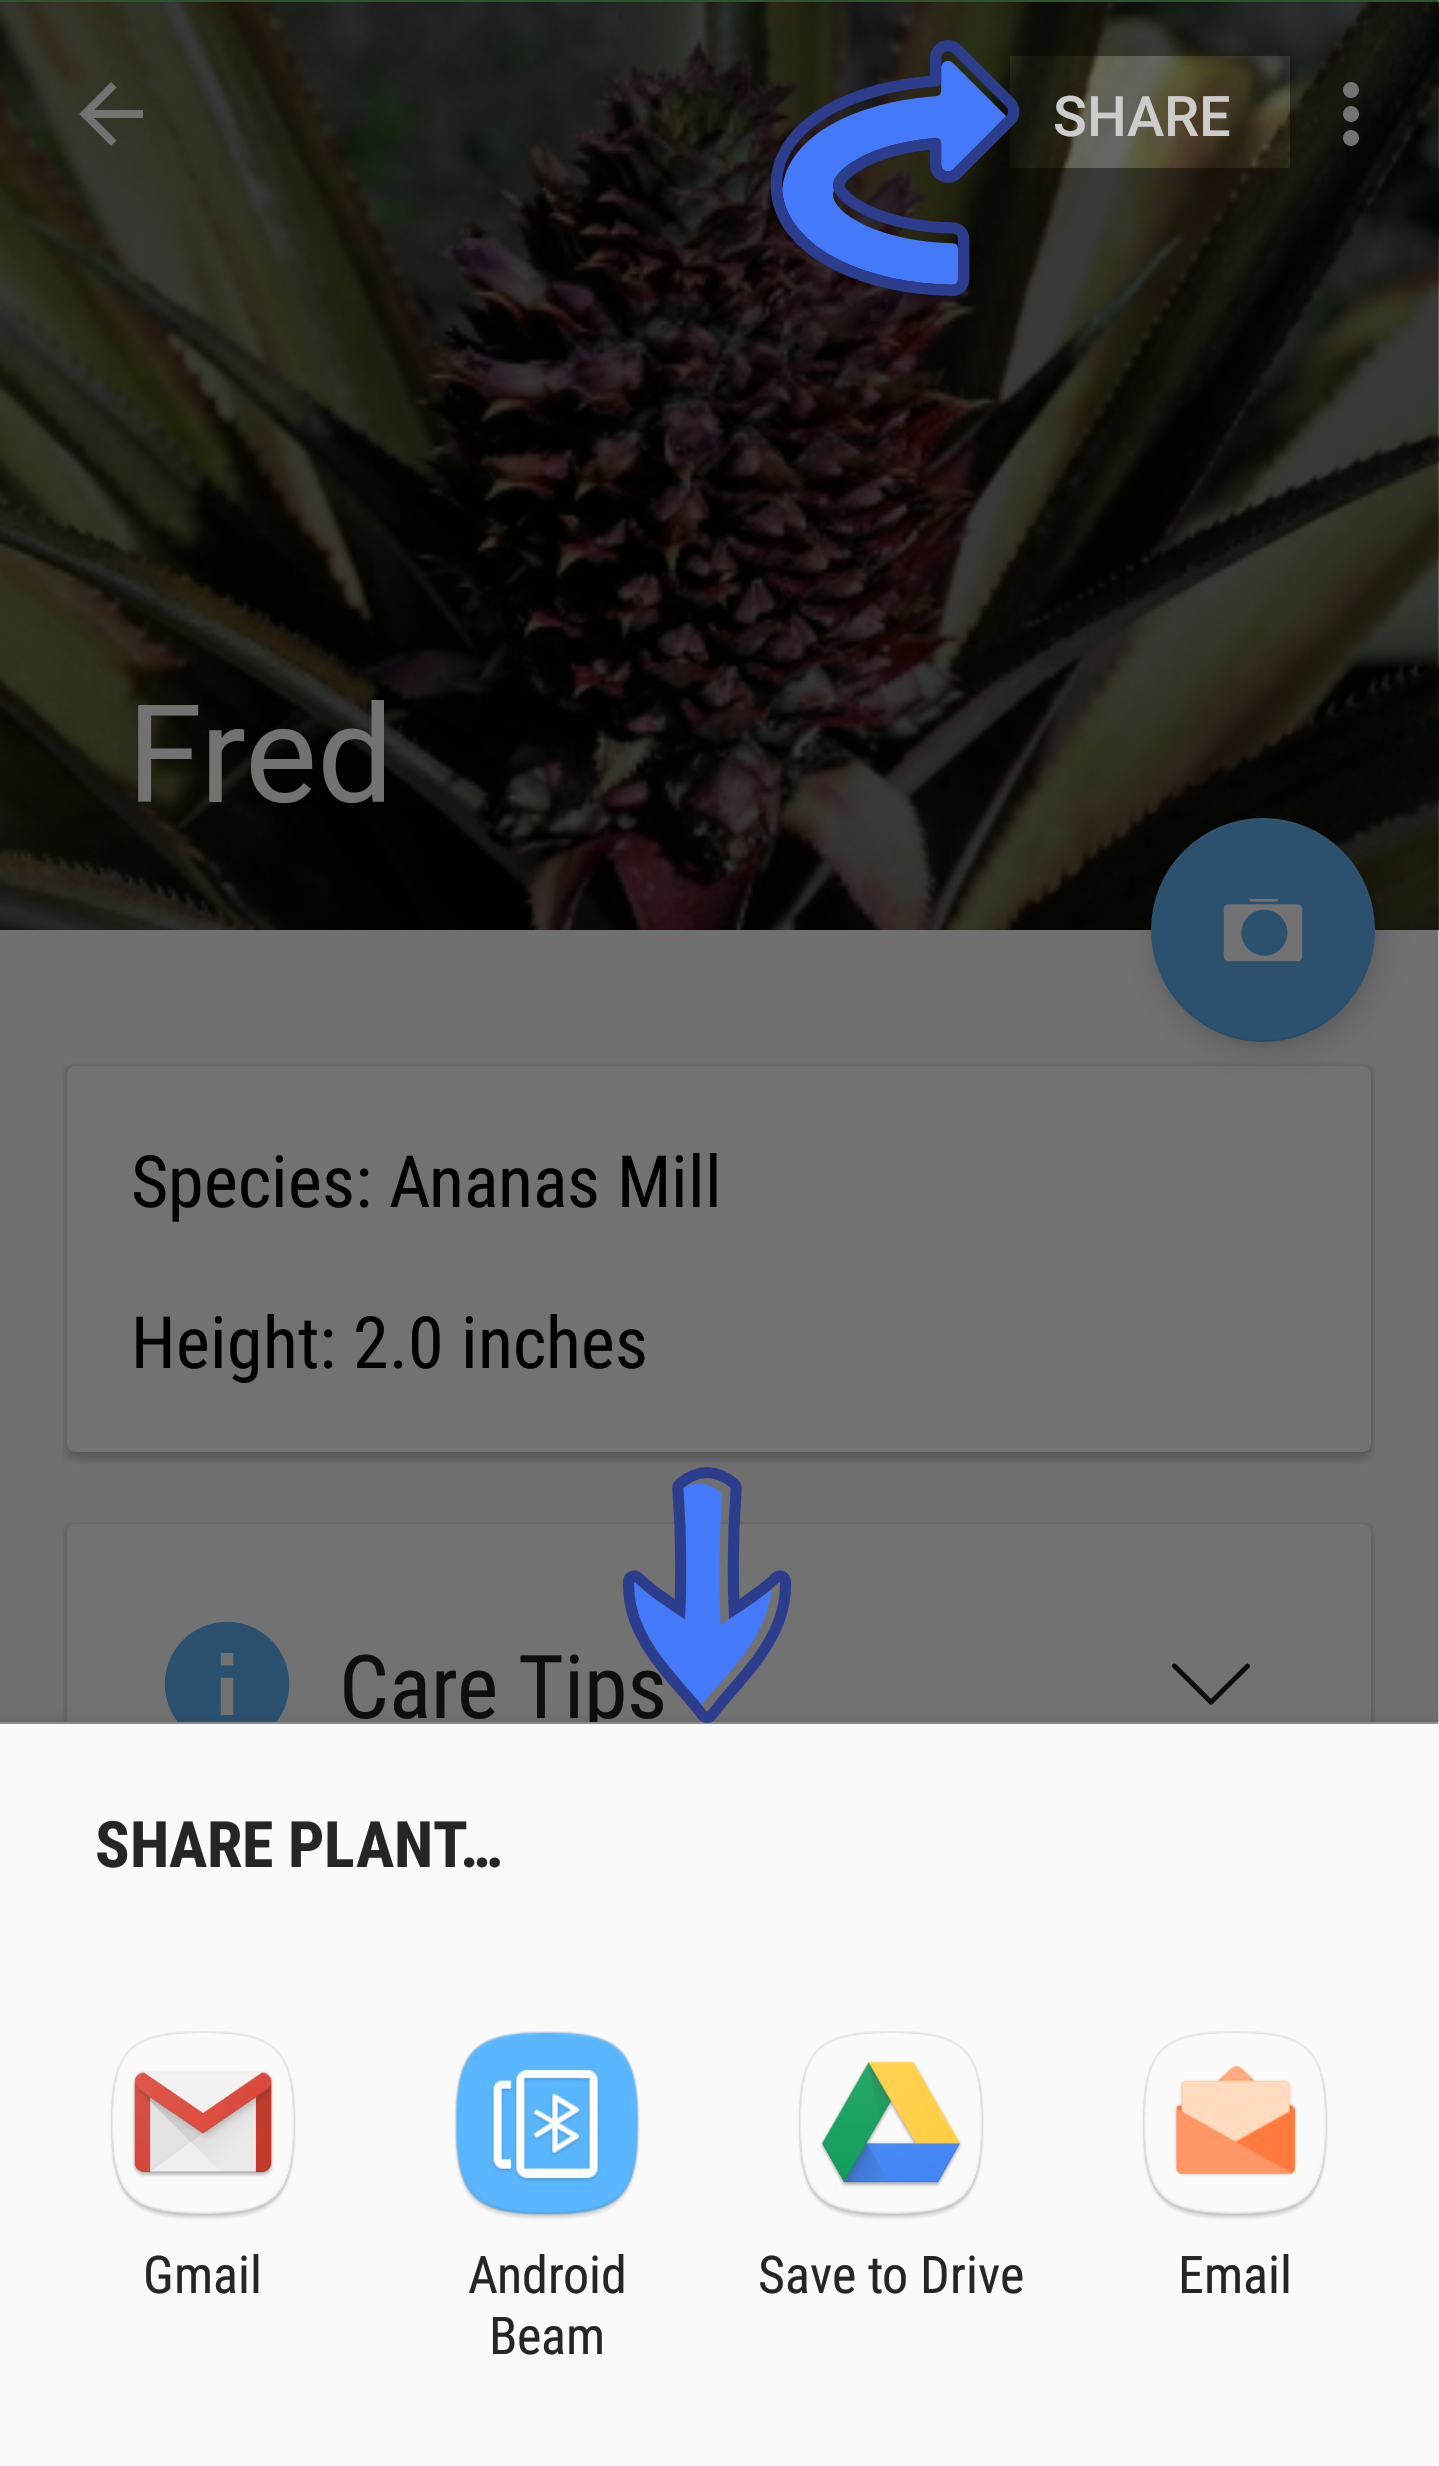 SHARE
Fred
Species: Ananas Mill
Height: 2.0 inches
Care Tips
SHARE PLANT...
Gmail
Android
Beam
Save to Drive
Email